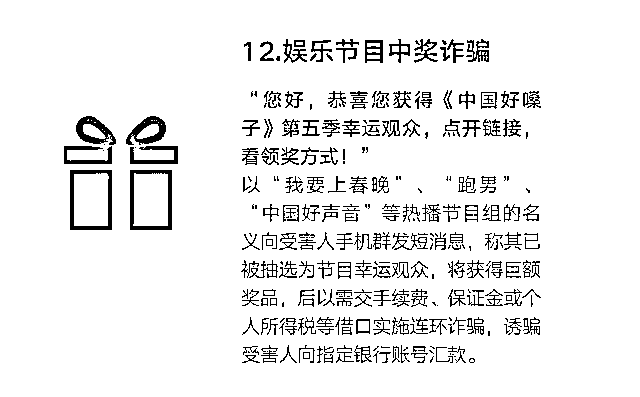 12.娱乐节目中奖诈骗
“您好，恭喜您获得《中国好嗓
子》第五季幸运观众，点开链接，
看领奖方式！”
以“我要上春晚”、“跑男”、
“中国好声音”等热播节目组的名
义向受害人手机群发短消息，称其已
被抽选为节目幸运观众，将获得巨额
奖品，后以需交手续费、保证金或个
人所得税等借口实施连环诈骗，诱骗
受害人向指定银行账号汇款。